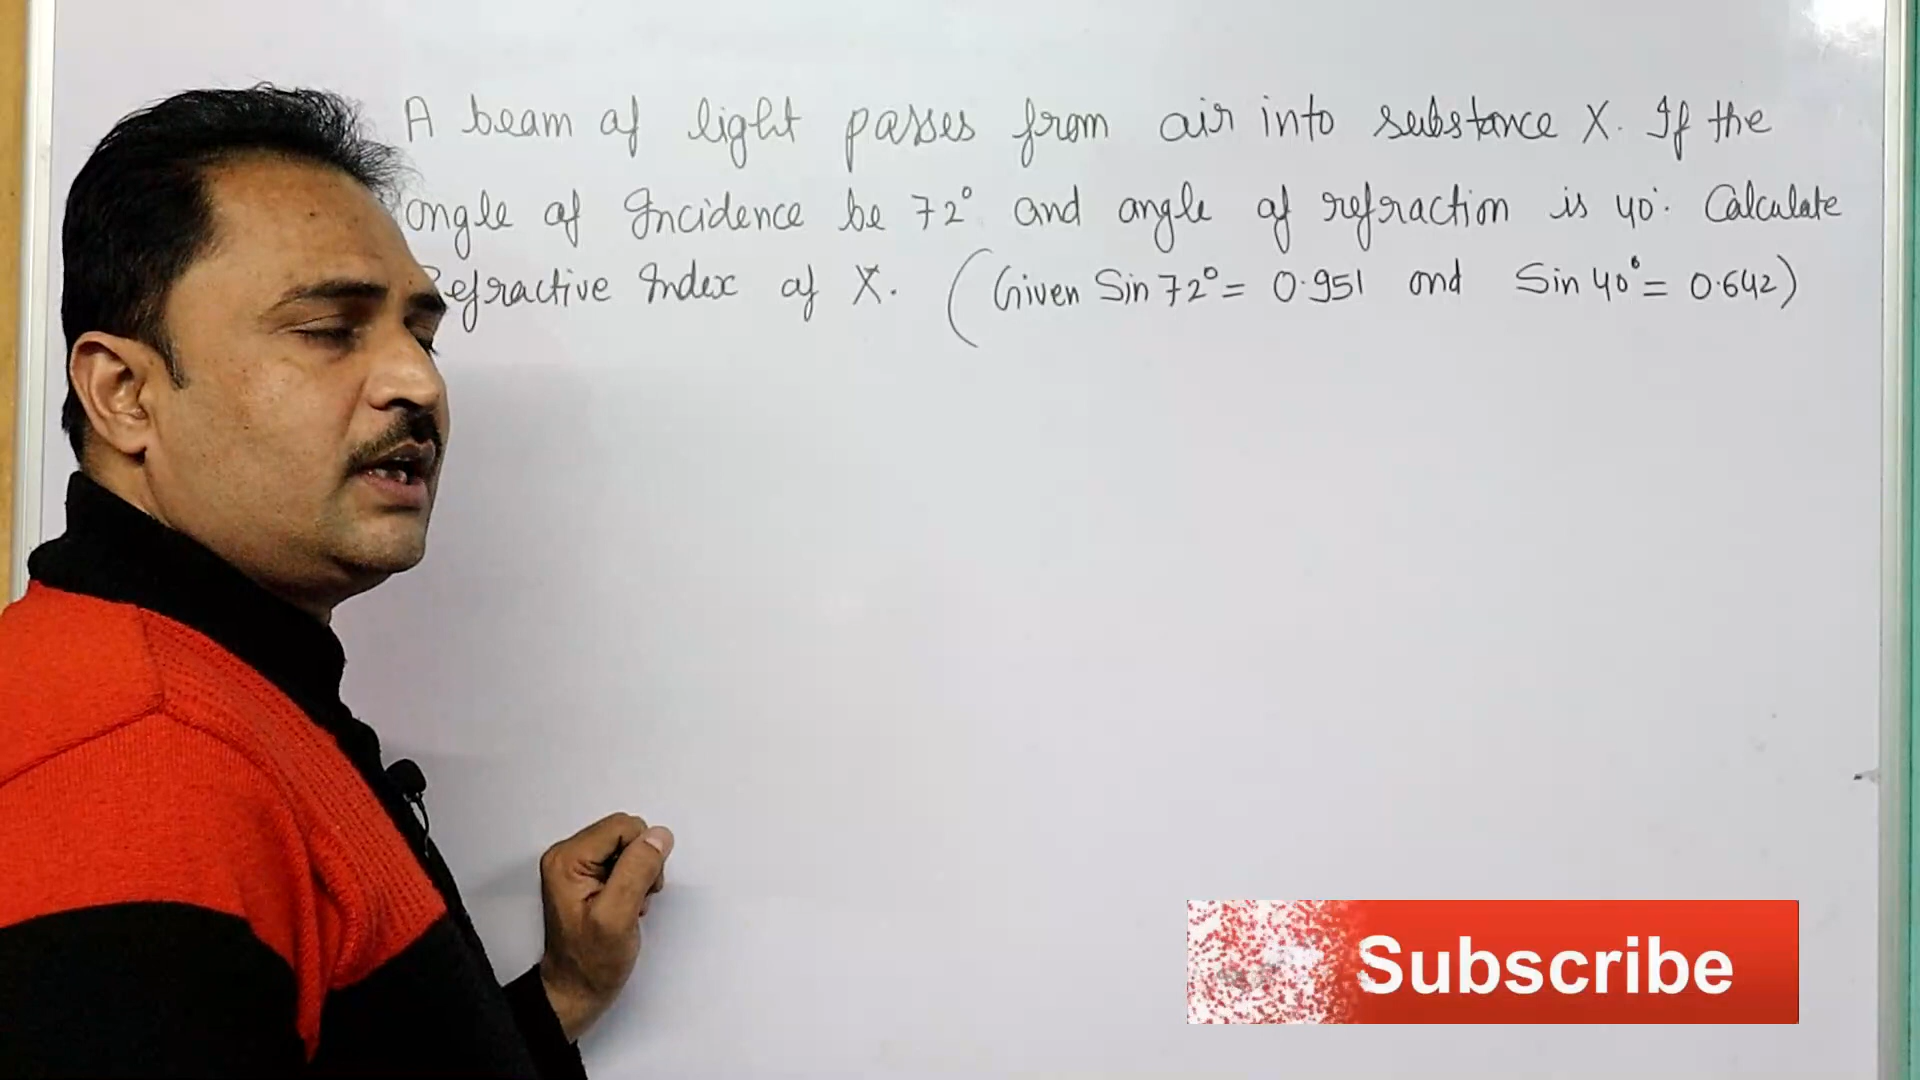 A beam of light passes from air into substance X. If the
angle of Incidence be 72° and angle of refraction is 40°. Calculate
Refractive Index of X. (Given Sin 72° = 0.951 and Sin 40° = 0.642)
Subscribe